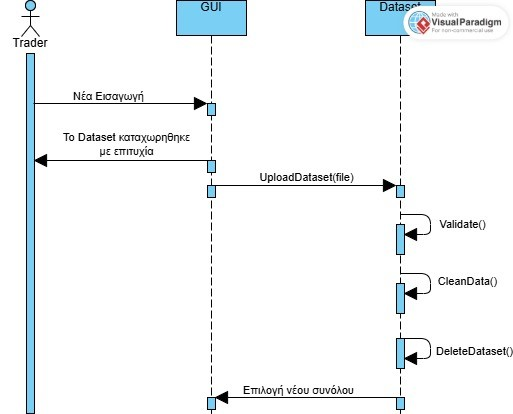 GUI
Dataset
Made with
Visual Paradigm
For non-commercial use
Trader
Νέα Εισαγωγή
Το Dataset καταχωρηθηκε
με επιτυχία
UploadDataset(file)
Validate()
CleanData()
DeleteDataset()
Επιλογή νέου συνόλου